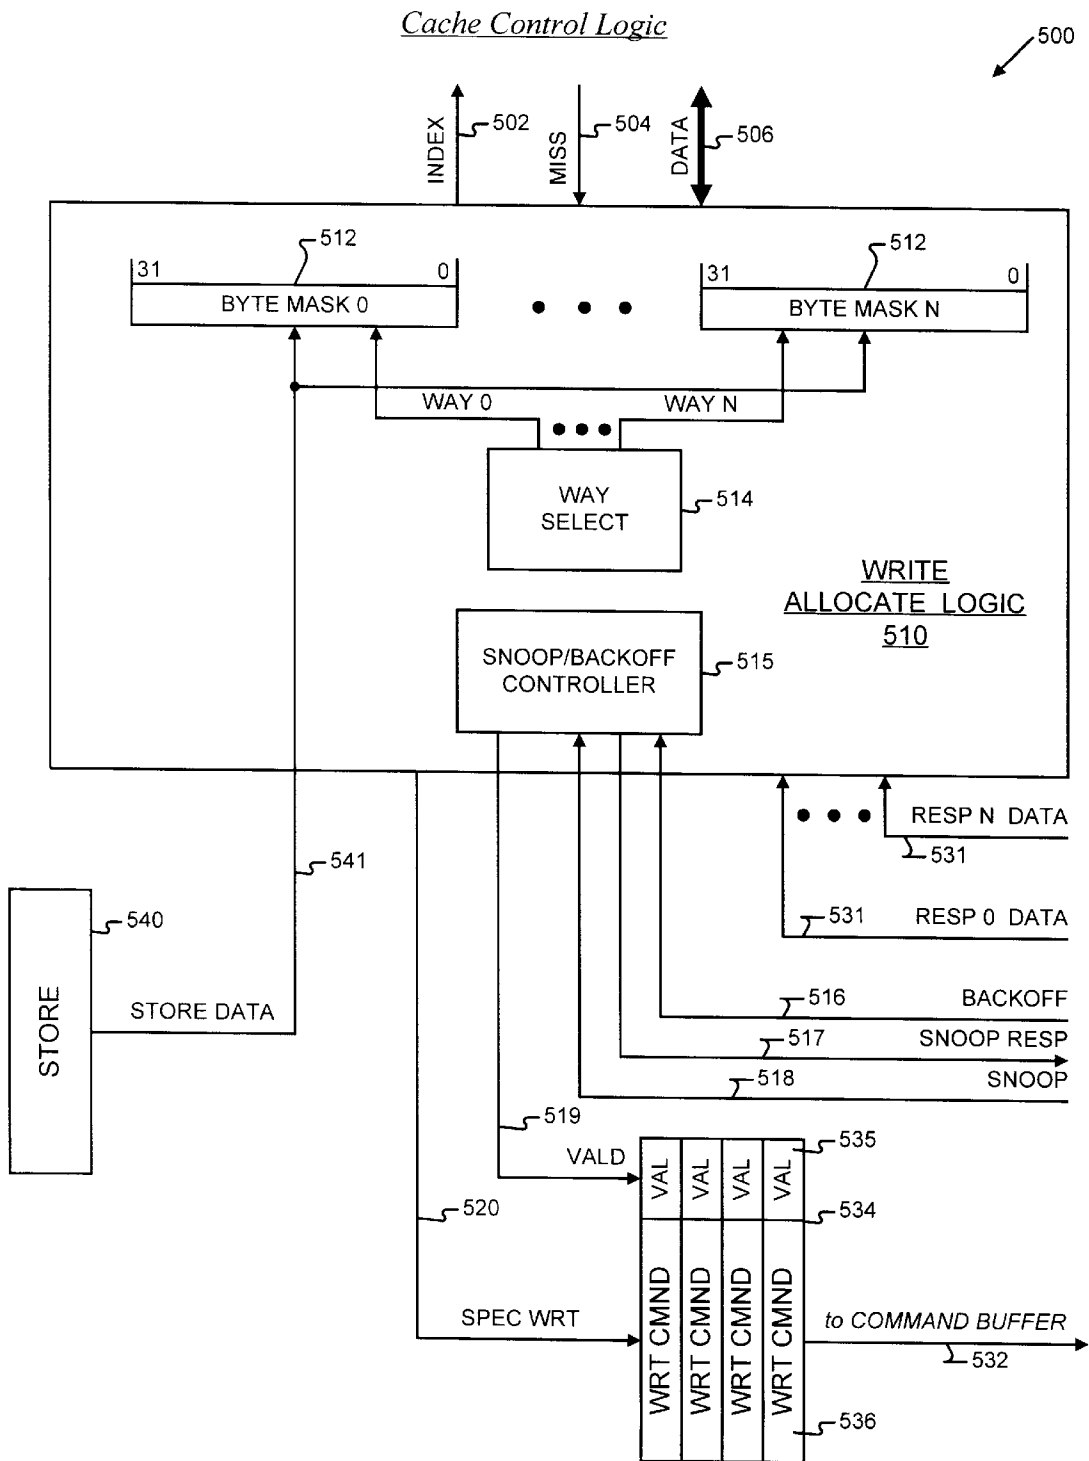 Cache Control Logic
500
INDEX
502
MISS
504
DATA
506
512
31
0
BYTE MASK 0
512
31
0
BYTE MASK N
WAY 0
WAY N
WAY
SELECT
514
WRITE
ALLOCATE LOGIC
510
SNOOP/BACKOFF
CONTROLLER
515
RESP N DATA
531
541
540
531
RESP 0 DATA
STORE
STORE DATA
516
BACKOFF
517
SNOOP RESP
518
SNOOP
519
VALD
VAL
VAL
VAL
VAL
535
534
520
SPEC WRT
WRT CMND
WRT CMND
WRT CMND
WRT CMND
to COMMAND BUFFER
532
536